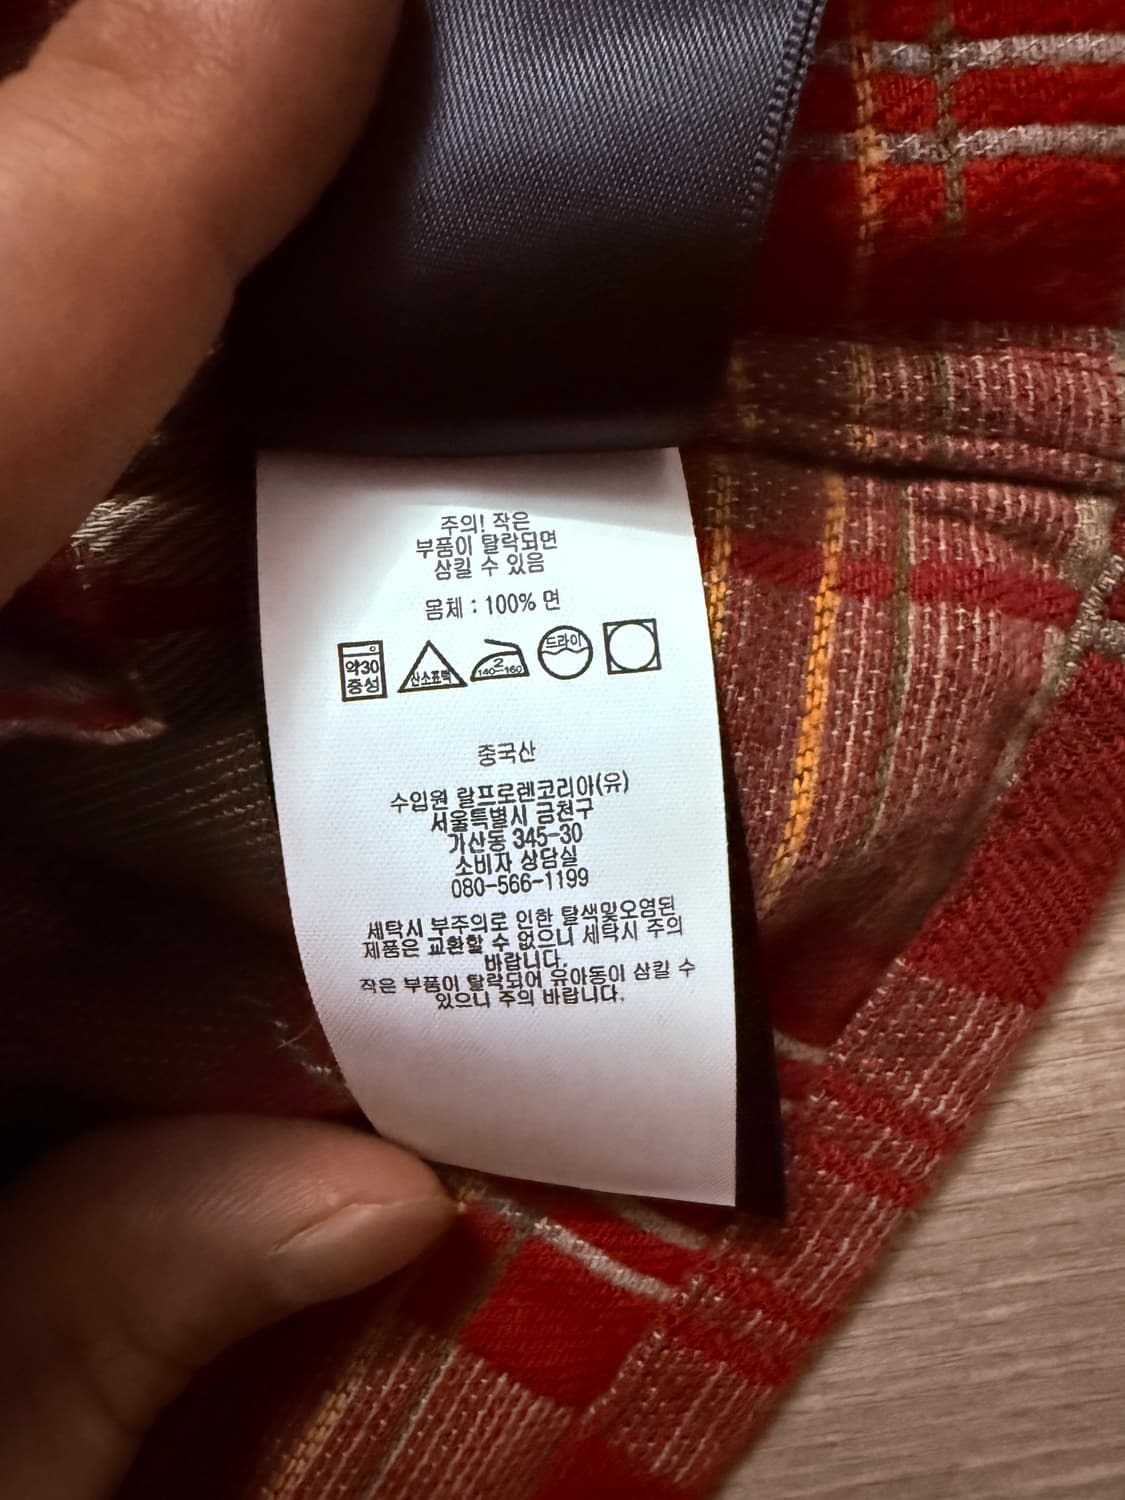 주의! 작은
부품이 탈락되면
삼킬 수 있음
몸체 : 100% 면
약30
중성
산소표백
2
140~160
드라이
중국산
수입원 랄프로렌코리아(유)
서울특별시 금천구
가산동 345-30
소비자 상담실
080-566-1199
세탁시 부주의로 인한 탈색및오염된
제품은 교환할 수 없으니 세탁시 주의
바랍니다.
작은 부품이 탈락되어 유아동이 삼킬 수
있으니 주의 바랍니다.